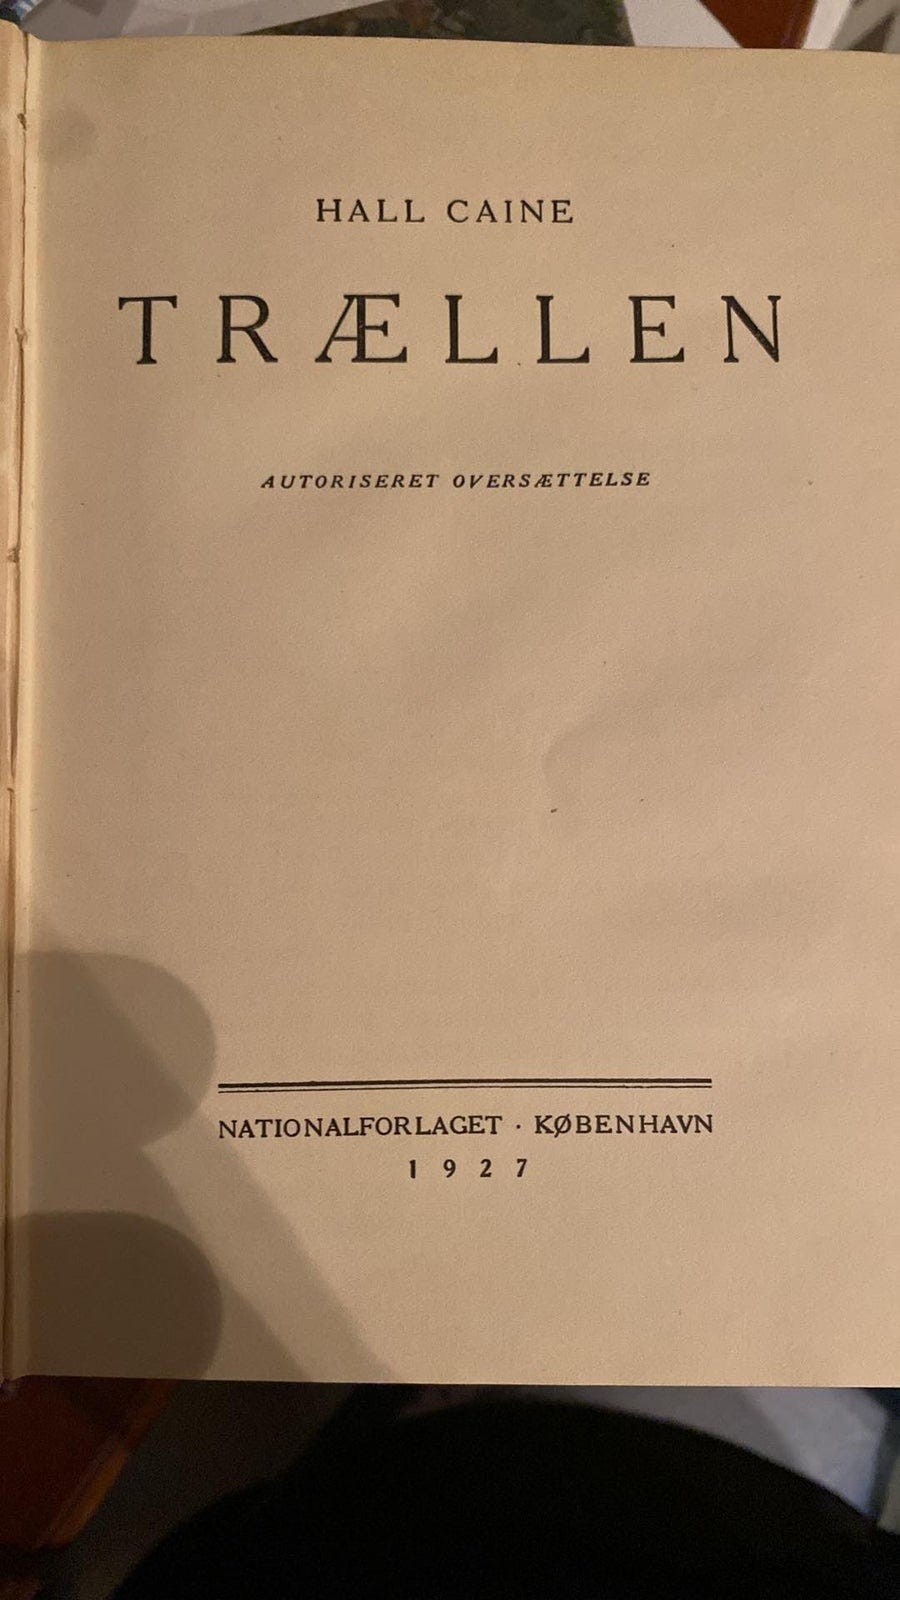 HALL CAINE
TRÆLLEN
AUTORISERET OVERSÆTTELSE
NATIONALFORLAGET · KØBENHAVN
1927